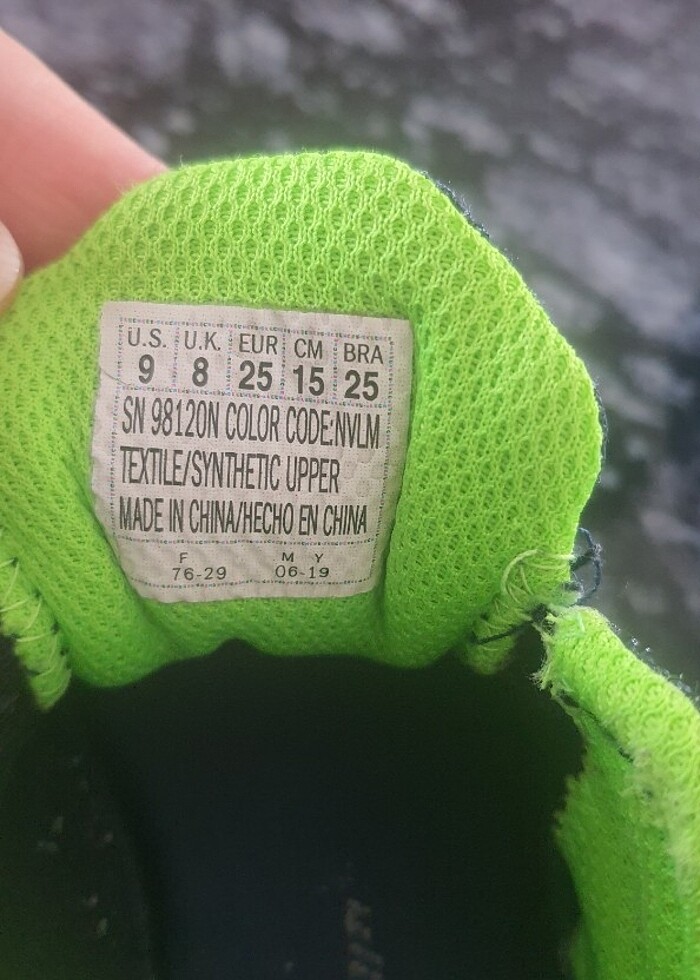 U.S. U.K. EUR CM BRA
9 8 25 15 25
SN 98120N COLOR CODE:NVLM
TEXTILE/SYNTHETIC UPPER
MADE IN CHINA/HECHO EN CHINA
F M Y
76-29 06-19